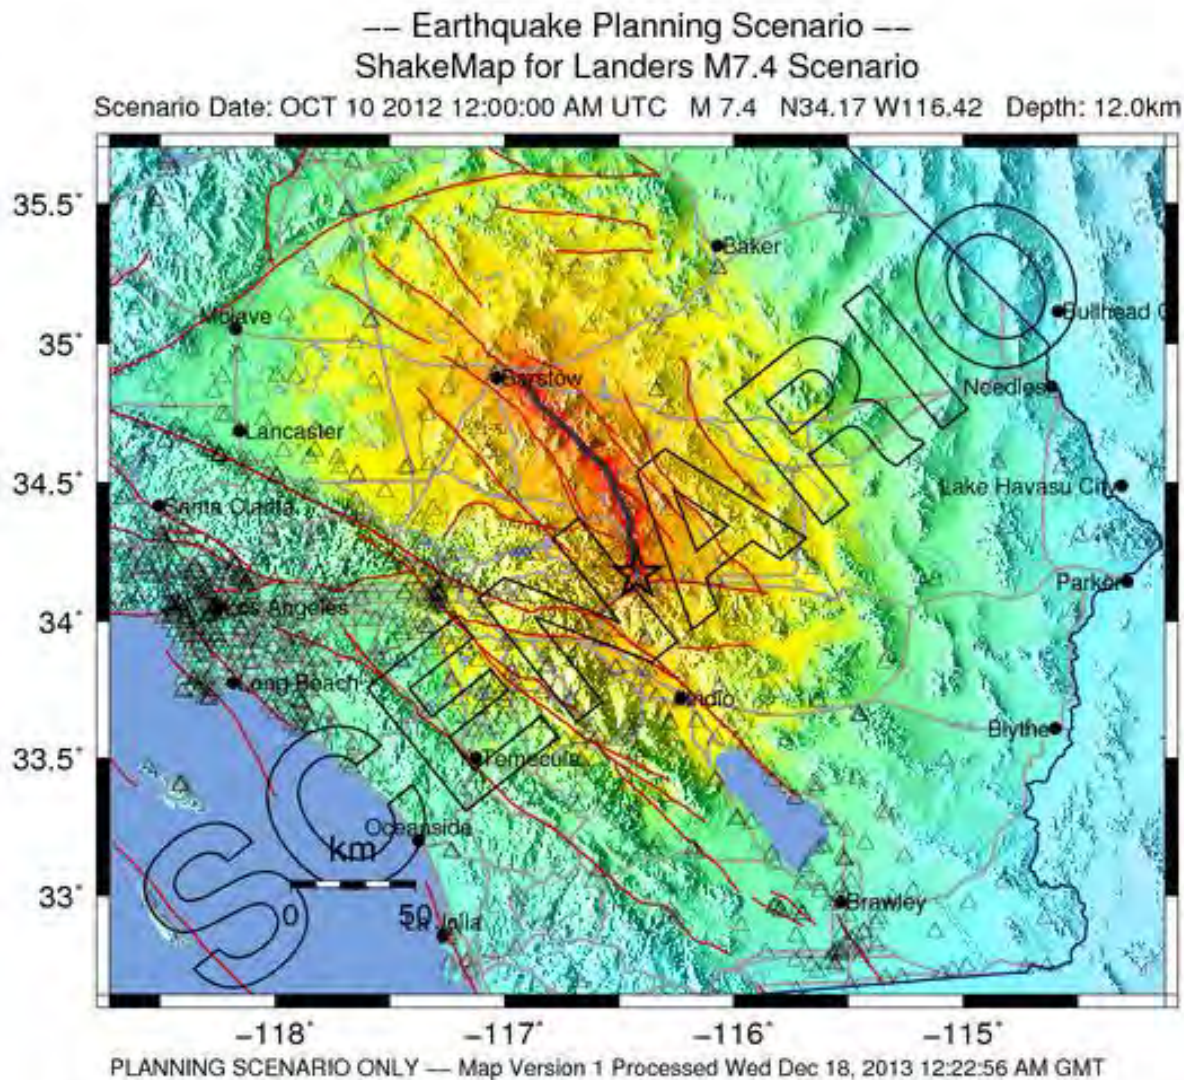 -- Earthquake Planning Scenario --
ShakeMap for Landers M7.4 Scenario
Scenario Date: OCT 10 2012 12:00:00 AM UTC M 7.4 N34.17 W116.42 Depth: 12.0km
35.5°
Baker
Mojave
Bullhead C
35°
Barstow
Needles
Lancaster
34.5°
Lake Havasu City
Santa Clarita
Parker
34°
Los Angeles
Long Beach
Indio
Blythe
33.5°
Temecula
Oceanside
km
0 50
33°
Brawley
La Jolla
SCENARIO
-118° -117° -116° -115°
PLANNING SCENARIO ONLY -- Map Version 1 Processed Wed Dec 18, 2013 12:22:56 AM GMT